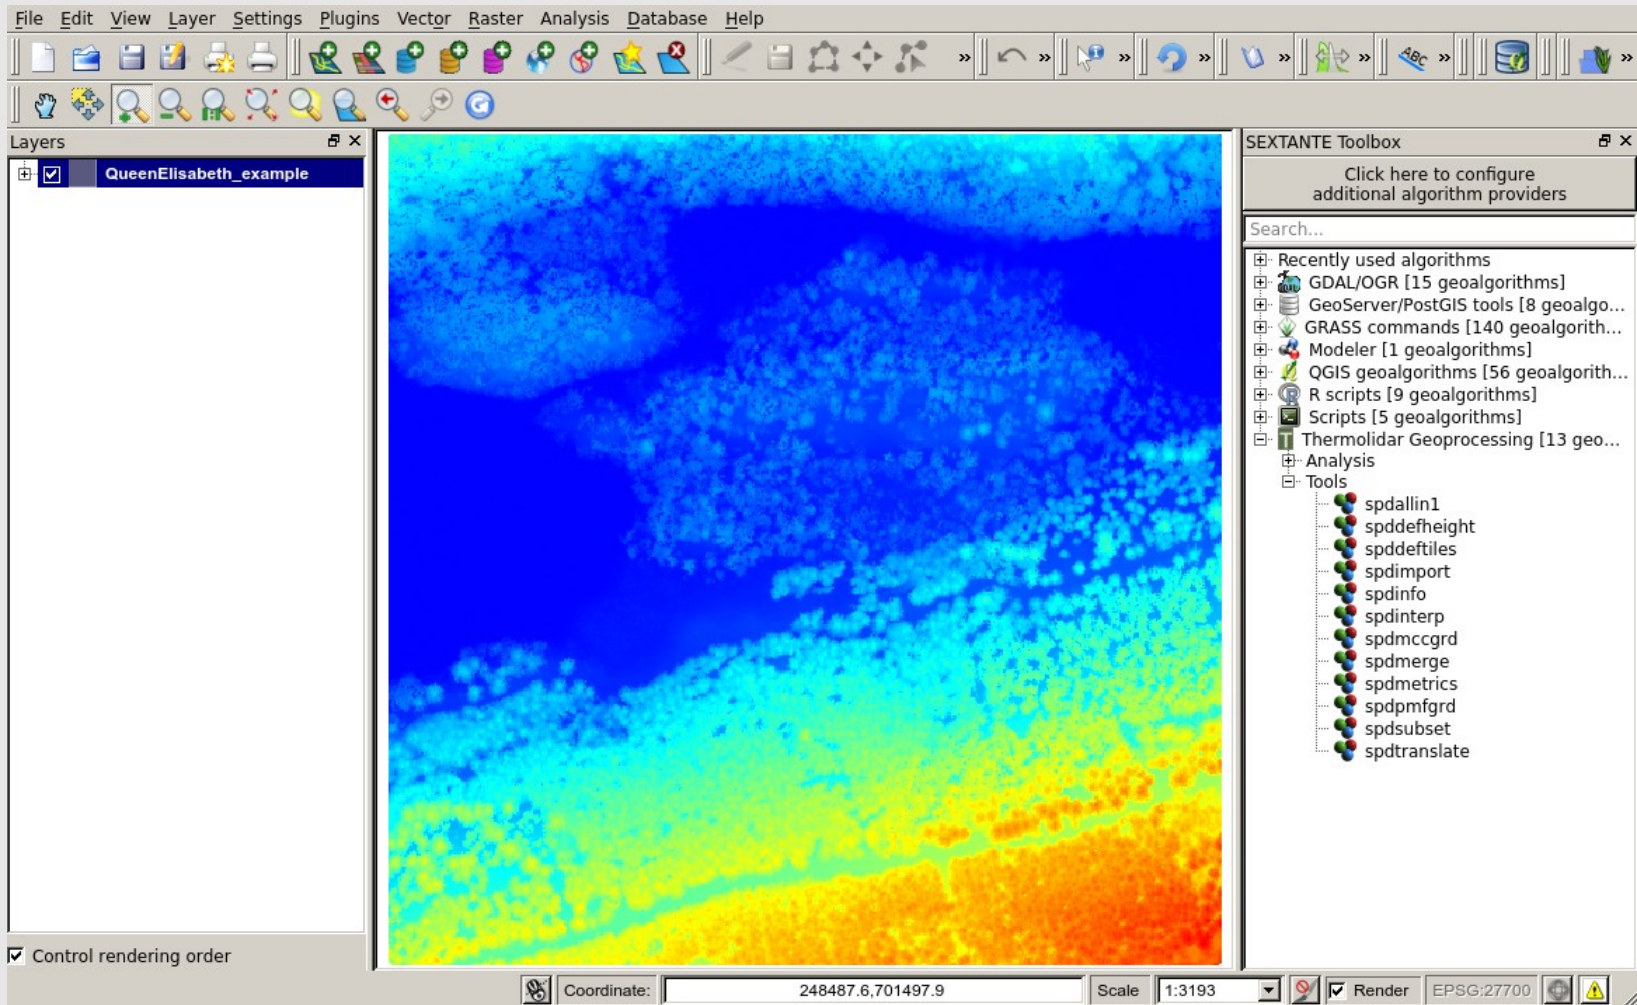 File Edit View Layer Settings Plugins Vector Raster Analysis Database Help
» » » » » » ABC » »
Layers
QueenElisabeth_example
Control rendering order
SEXTANTE Toolbox
Click here to configure
additional algorithm providers
Search...
Recently used algorithms
GDAL/OGR [15 geoalgorithms]
GeoServer/PostGIS tools [8 geoalgo...
GRASS commands [140 geoalgorith...
Modeler [1 geoalgorithms]
QGIS geoalgorithms [56 geoalgorith...
R scripts [9 geoalgorithms]
Scripts [5 geoalgorithms]
Thermolidar Geoprocessing [13 geo...
Analysis
Tools
spdallin1
spddefheight
spddeftiles
spdimport
spdinfo
spdinterp
spdmccgrd
spdmerge
spdmetrics
spdpmfgrd
spdsubset
spdtranslate
Coordinate: 248487.6,701497.9 Scale 1:3193 Render EPSG:27700